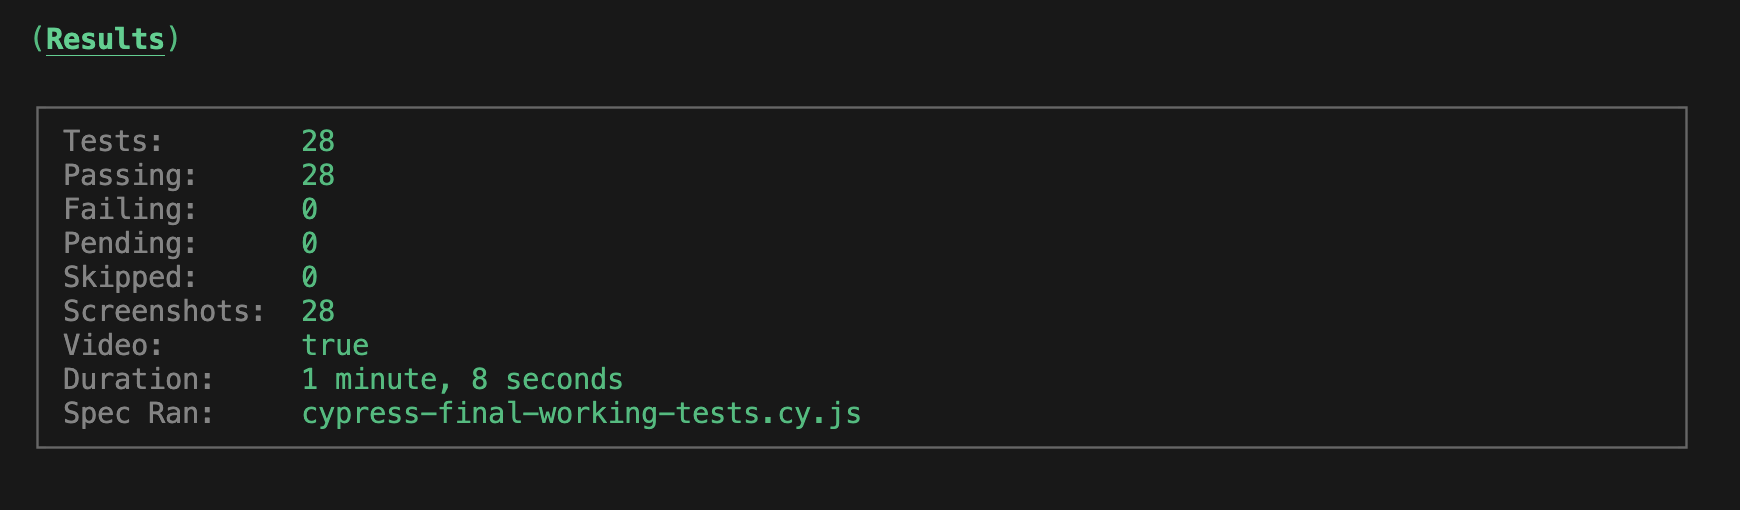 (Results)
Tests: 28
Passing: 28
Failing: 0
Pending: 0
Skipped: 0
Screenshots: 28
Video: true
Duration: 1 minute, 8 seconds
Spec Ran: cypress-final-working-tests.cy.js